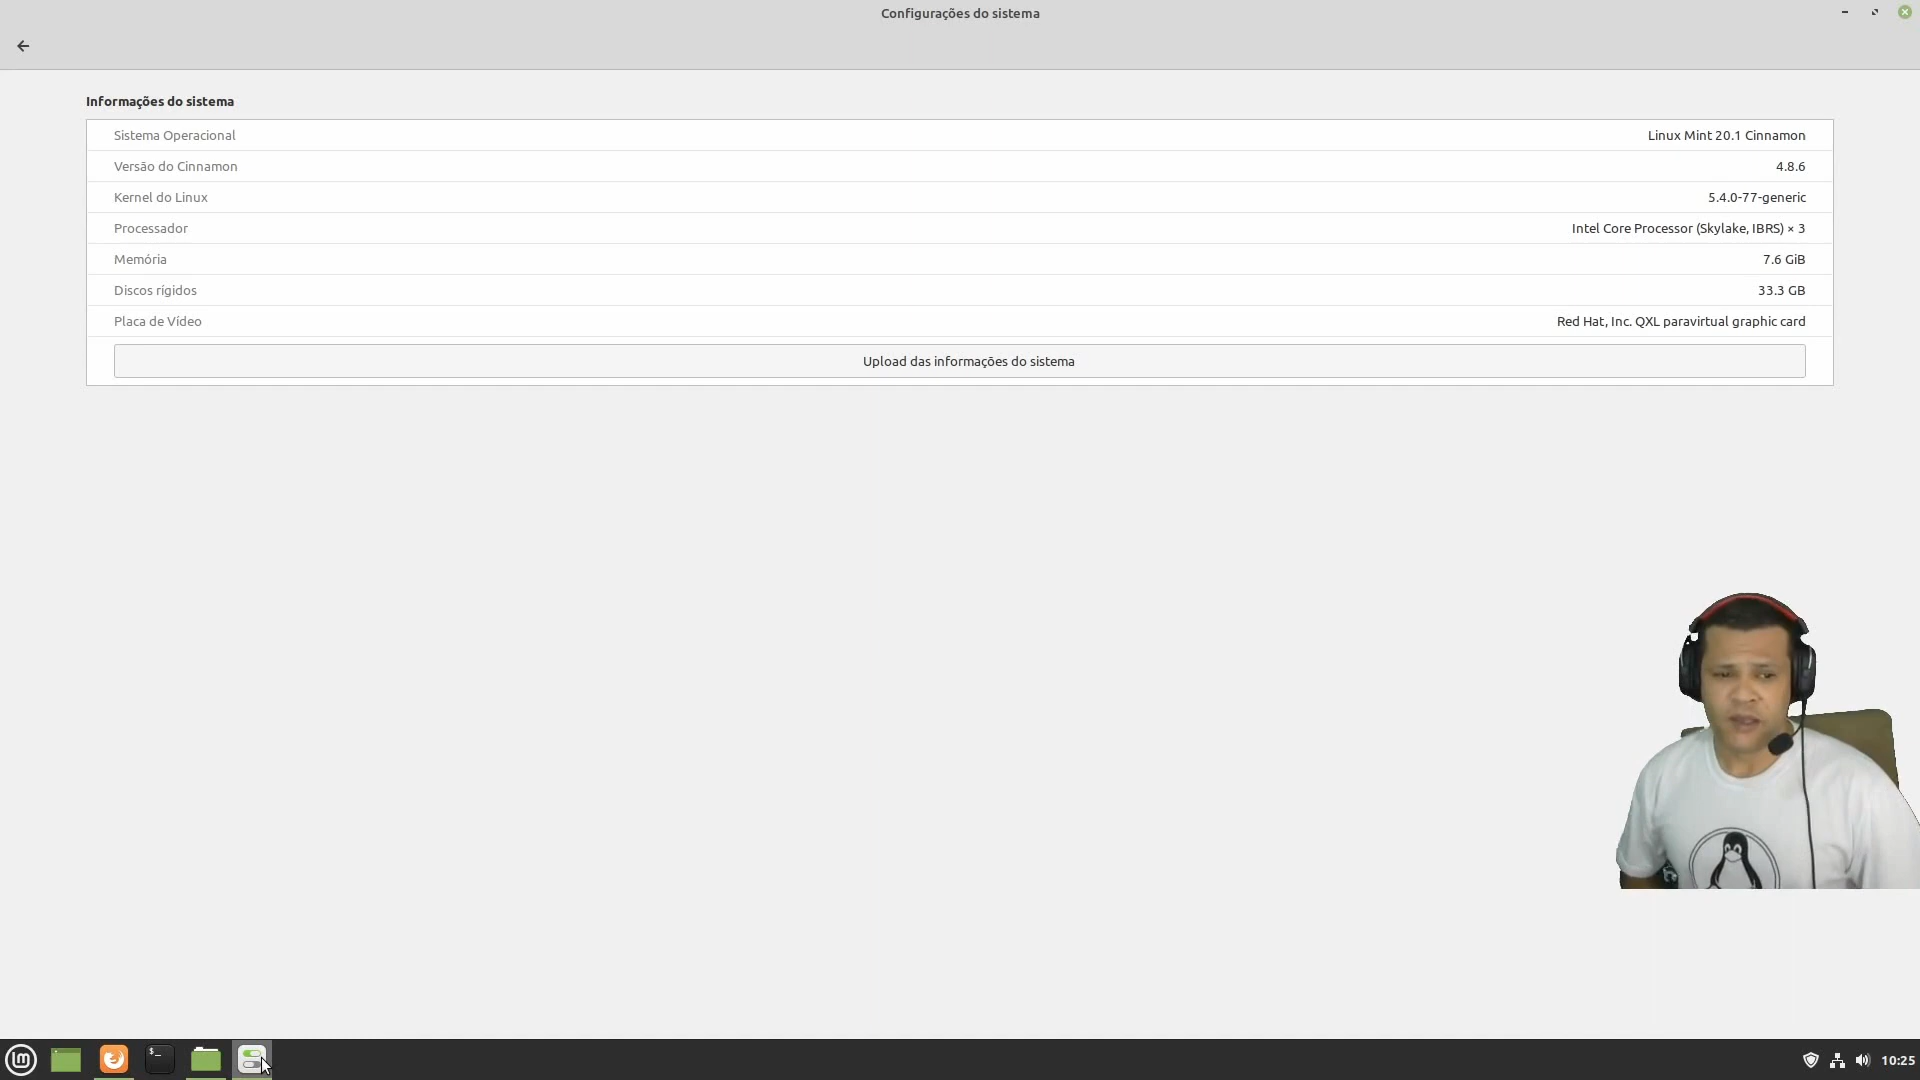 Configurações do sistema
Informações do sistema
Sistema Operacional
Linux Mint 20.1 Cinnamon
Versão do Cinnamon
4.8.6
Kernel do Linux
5.4.0-77-generic
Processador
Intel Core Processor (Skylake, IBRS) × 3
Memória
7.6 GiB
Discos rígidos
33.3 GB
Placa de Vídeo
Red Hat, Inc. QXL paravirtual graphic card
Upload das informações do sistema
$_
10:25